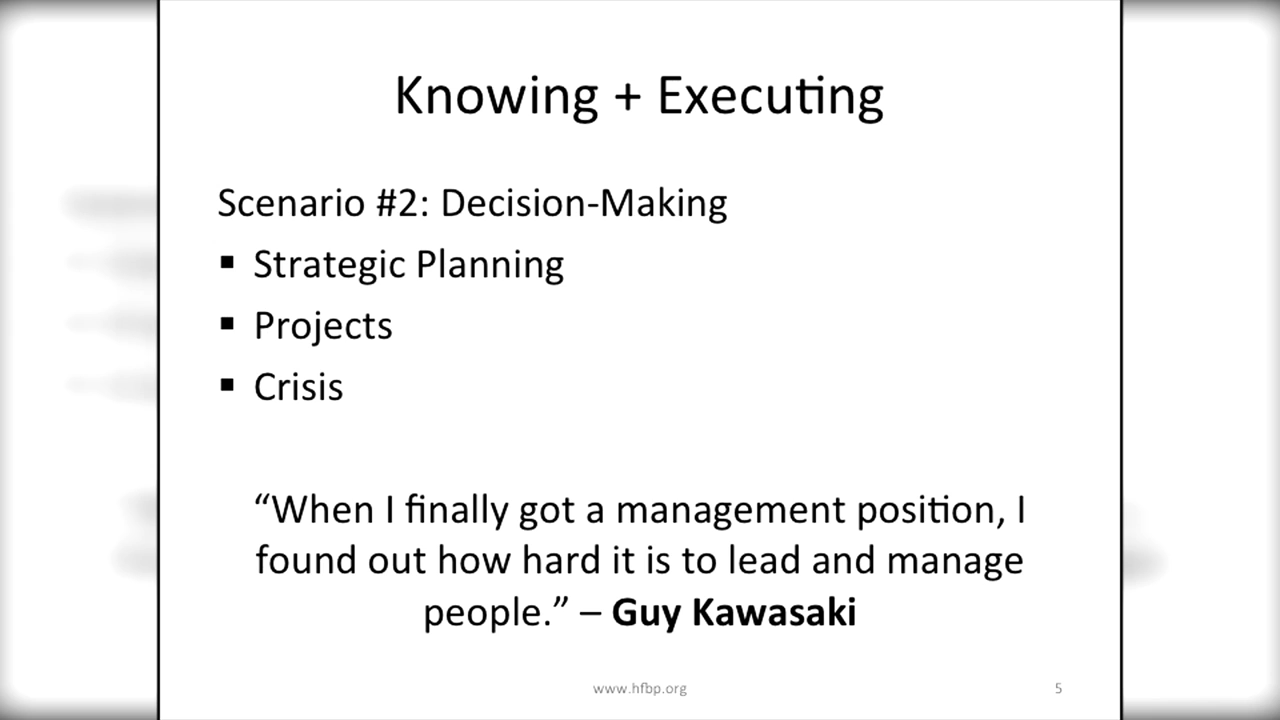 Knowing + Executing
Scenario #2: Decision-Making
▪ Strategic Planning
▪ Projects
▪ Crisis
“When I finally got a management position, I
found out how hard it is to lead and manage
people.” – Guy Kawasaki
www.hfbp.org
5